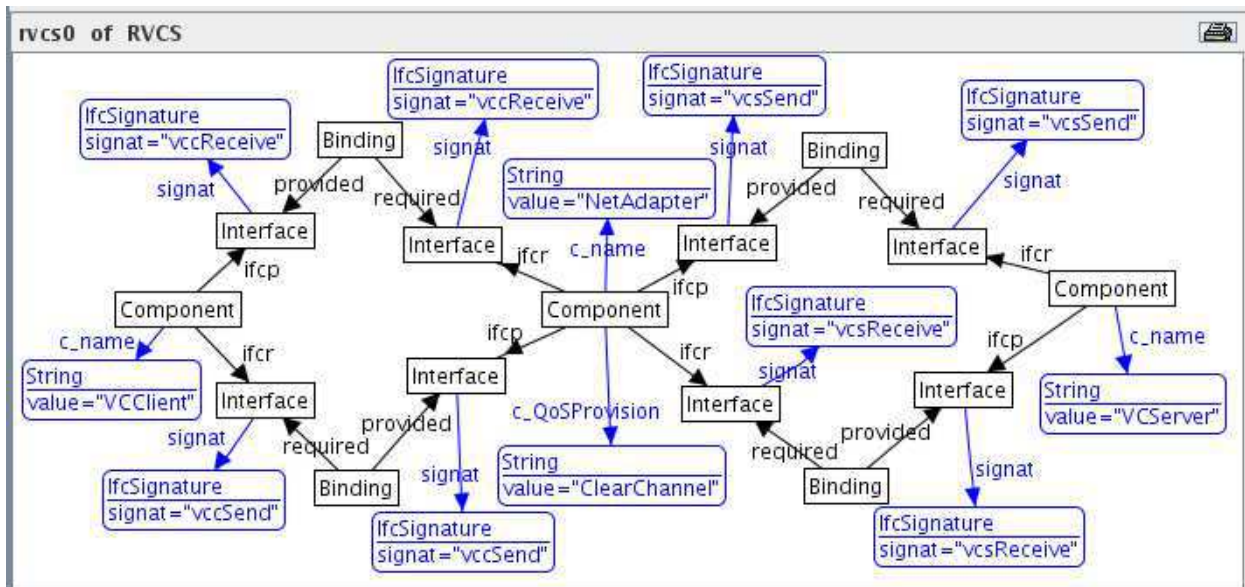 rvcs0 of RVCS
IfcSignature
signat="vccReceive"
IfcSignature
signat="vcsSend"
IfcSignature
signat="vcsSend"
IfcSignature
signat="vccReceive"
Binding
signat
signat
Binding
signat
provided
required
String
value="NetAdapter"
provided
required
signat
Interface
Interface
c_name
Interface
Interface
ifcp
ifcr
ifcp
ifcr
Component
Component
IfcSignature
signat="vcsReceive"
Component
c_name
ifcr
ifcp
ifcr
signat
ifcp
c_name
String
value="VCClient"
Interface
Interface
c_QoSProvision
Interface
Interface
String
value="VCServer"
signat
required
provided
signat
required
provided
signat
IfcSignature
signat="vccSend"
Binding
String
value="ClearChannel"
Binding
IfcSignature
signat="vccSend"
IfcSignature
signat="vcsReceive"